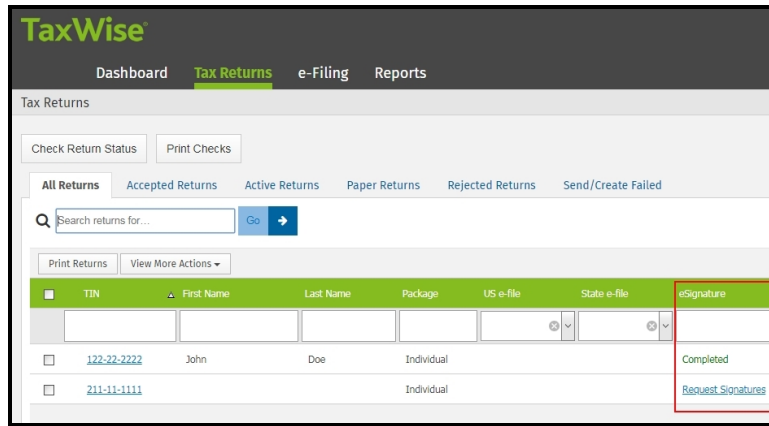 TaxWise®
Dashboard Tax Returns e-Filing Reports
Tax Returns
Check Return Status Print Checks
All Returns Accepted Returns Active Returns Paper Returns Rejected Returns Send/Create Failed
Search returns for... Go
Print Returns View More Actions
TIN First Name Last Name Package US e-file State e-file eSignature
122-22-2222 John Doe Individual Completed
211-11-1111 Individual Request Signatures